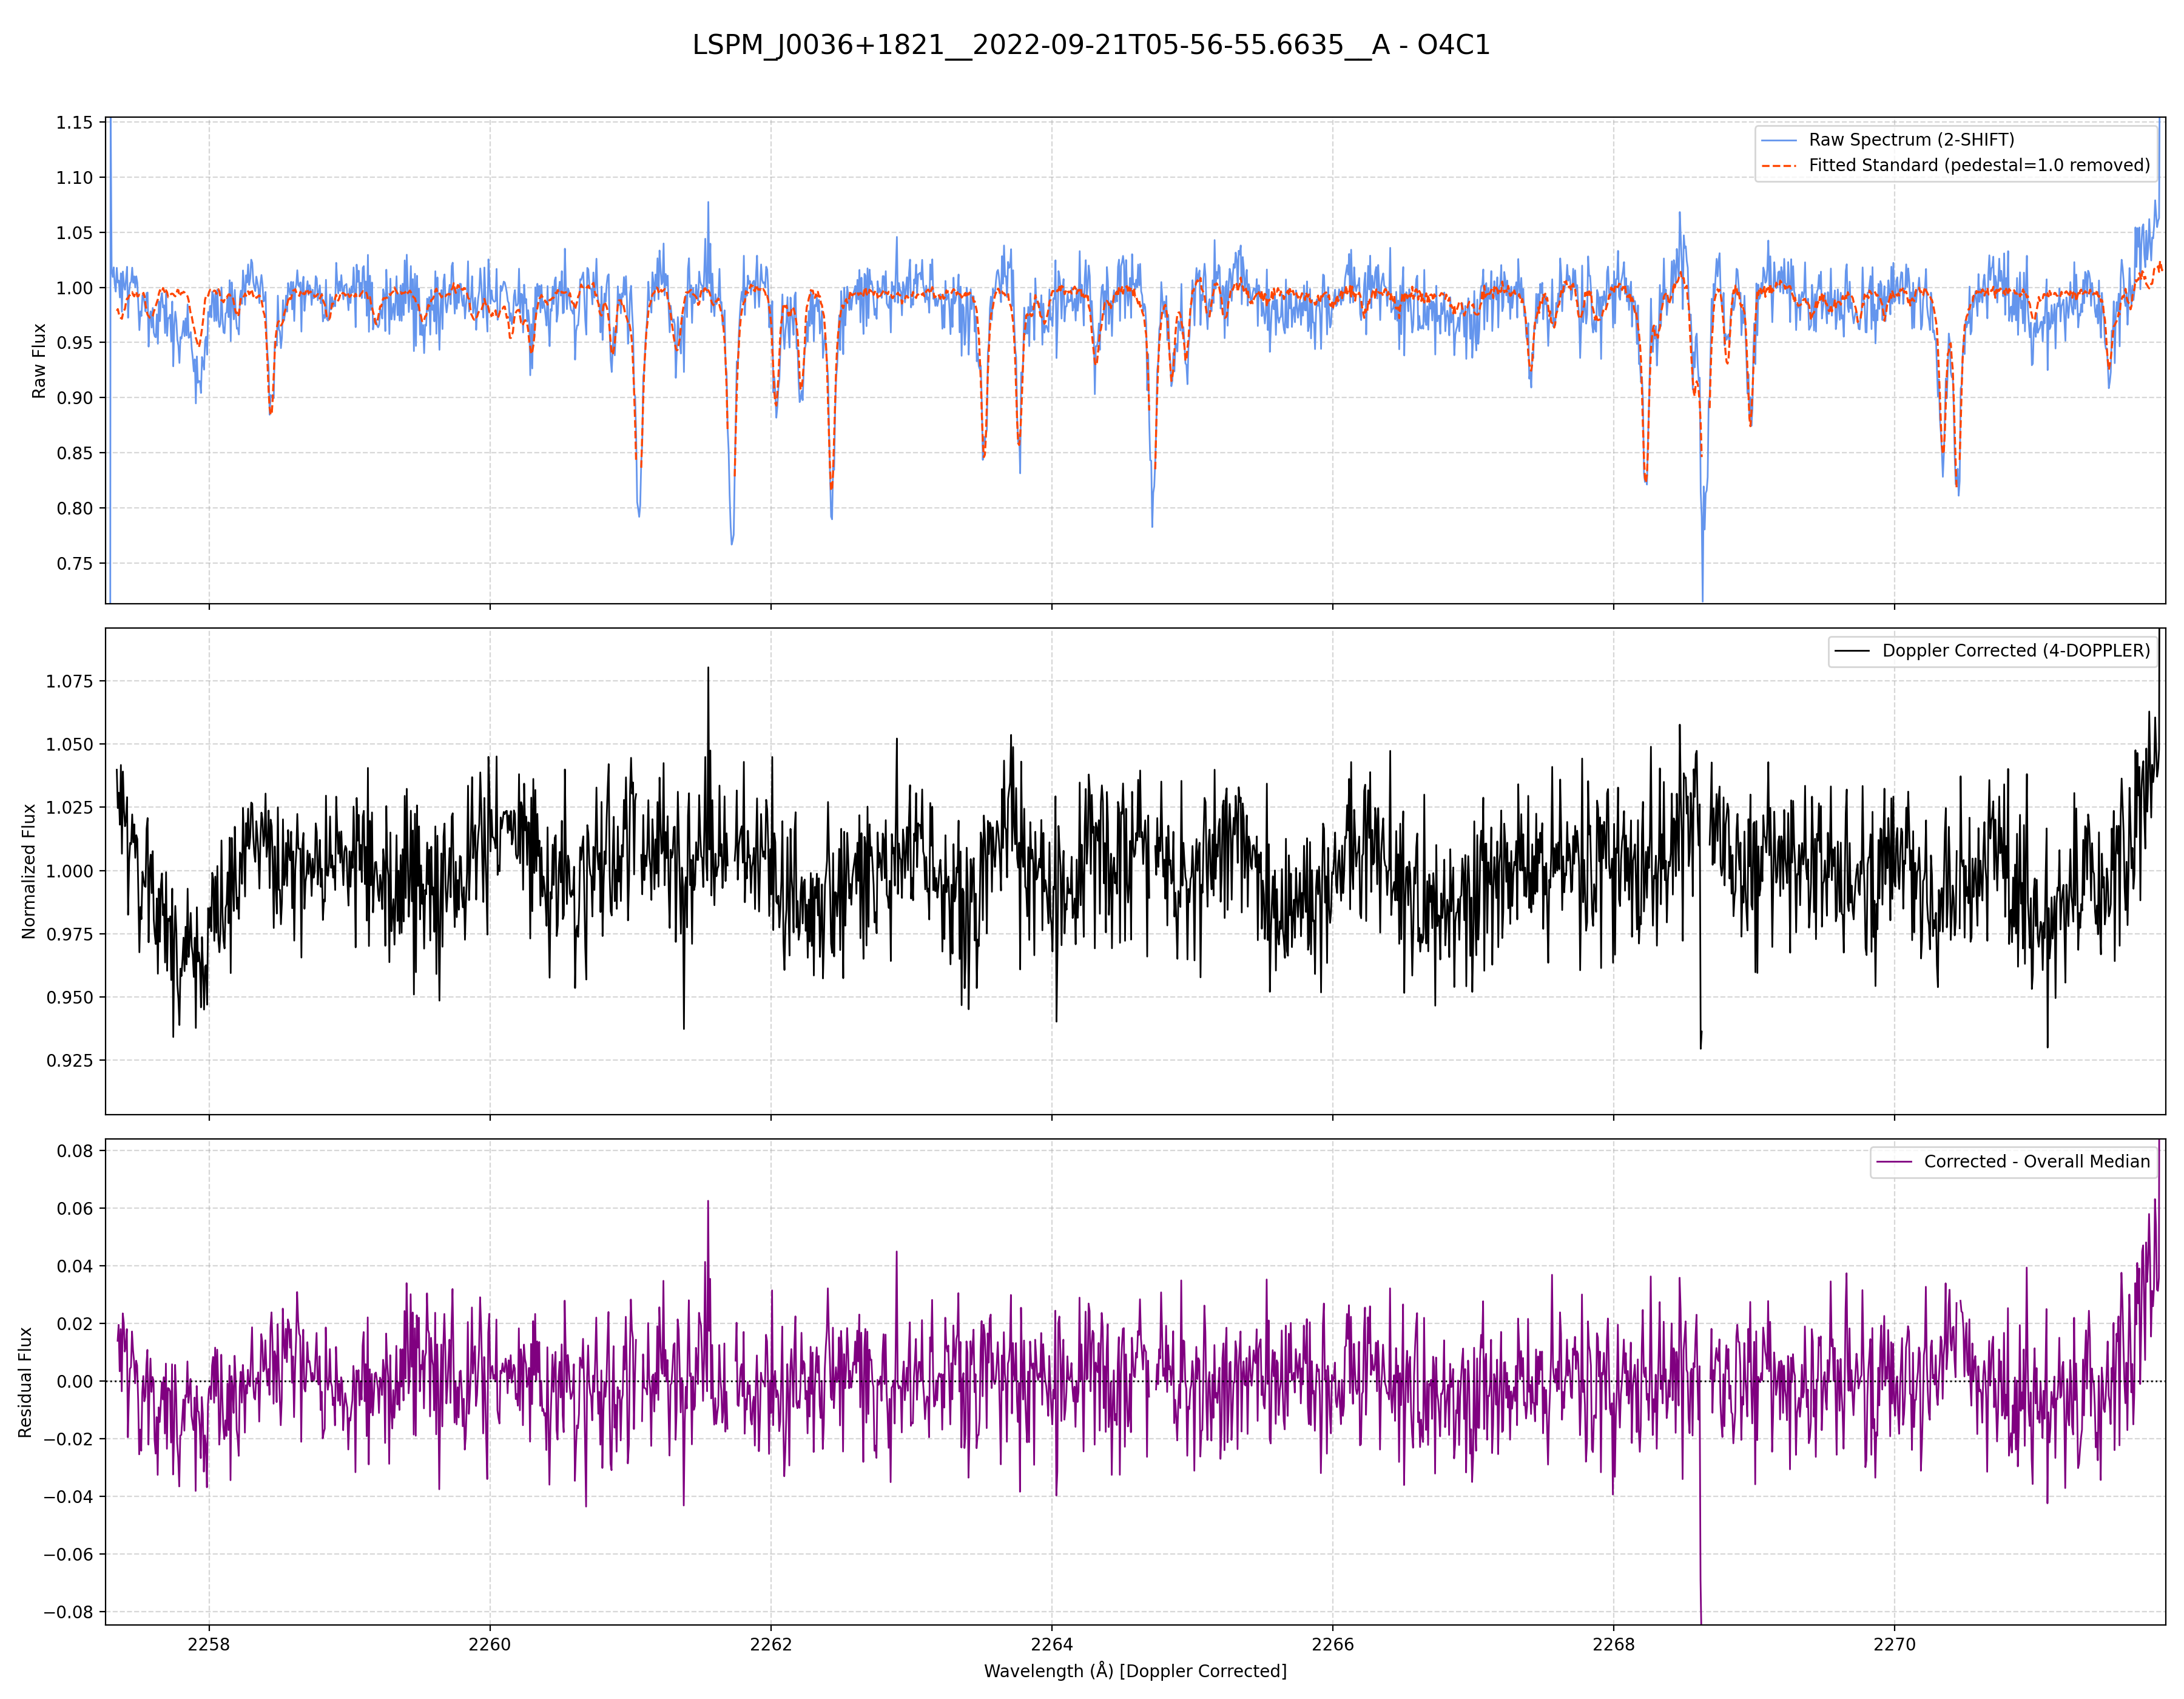 LSPM_J0036+1821__2022-09-21T05-56-55.6635__A - O4C1
Raw Flux
1.15
1.10
1.05
1.00
0.95
0.90
0.85
0.80
0.75
Raw Spectrum (2-SHIFT)
Fitted Standard (pedestal=1.0 removed)
Normalized Flux
1.075
1.050
1.025
1.000
0.975
0.950
0.925
Doppler Corrected (4-DOPPLER)
Residual Flux
0.08
0.06
0.04
0.02
0.00
−0.02
−0.04
−0.06
−0.08
Corrected - Overall Median
2258 2260 2262 2264 2266 2268 2270
Wavelength (Å) [Doppler Corrected]